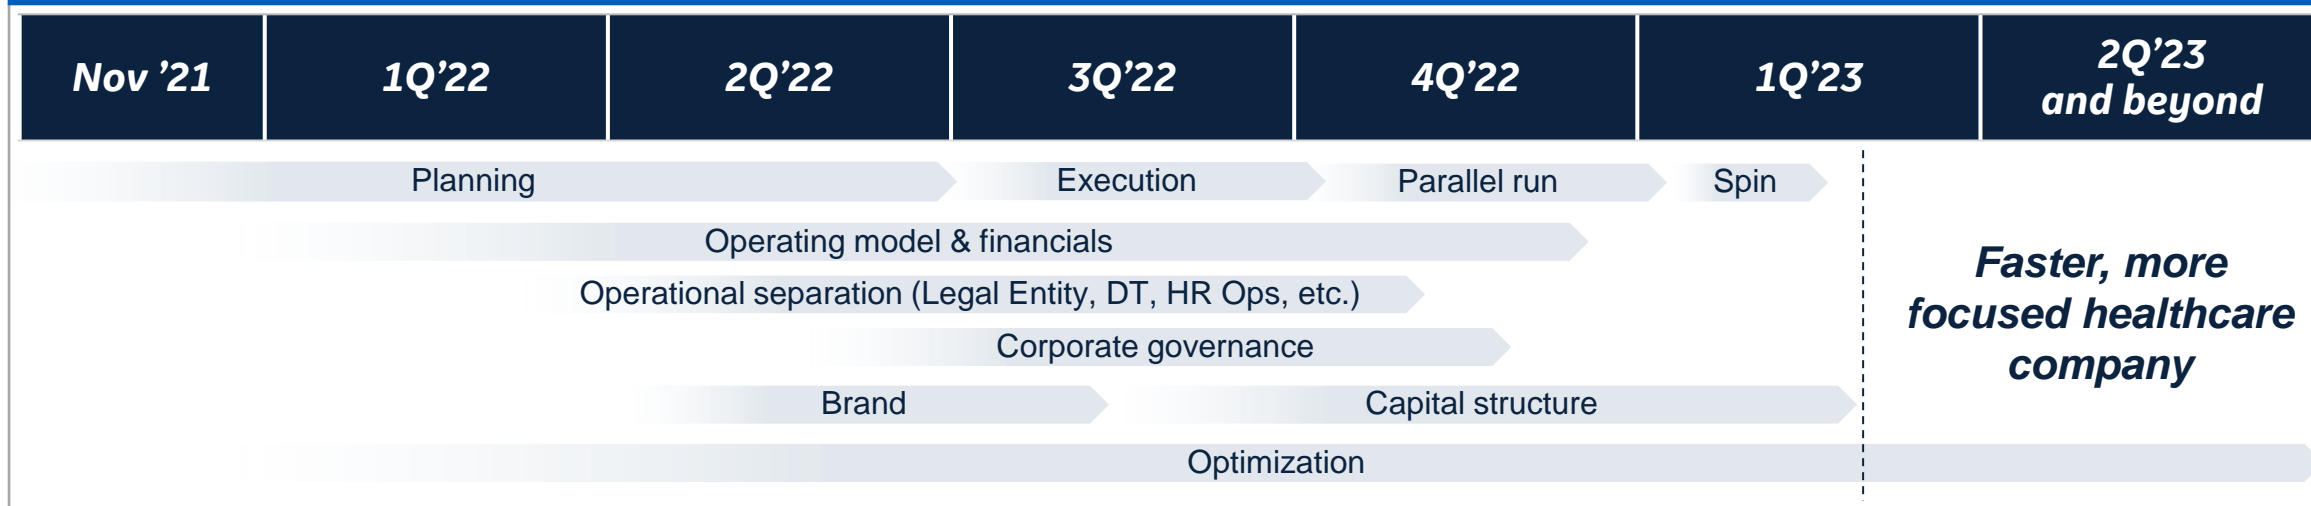 Nov ’21
1Q’22
2Q’22
3Q’22
4Q’22
1Q’23
2Q’23
and beyond
Planning
Execution
Parallel run
Spin
Operating model & financials
Operational separation (Legal Entity, DT, HR Ops, etc.)
Corporate governance
Brand
Capital structure
Optimization
Faster, more
focused healthcare
company